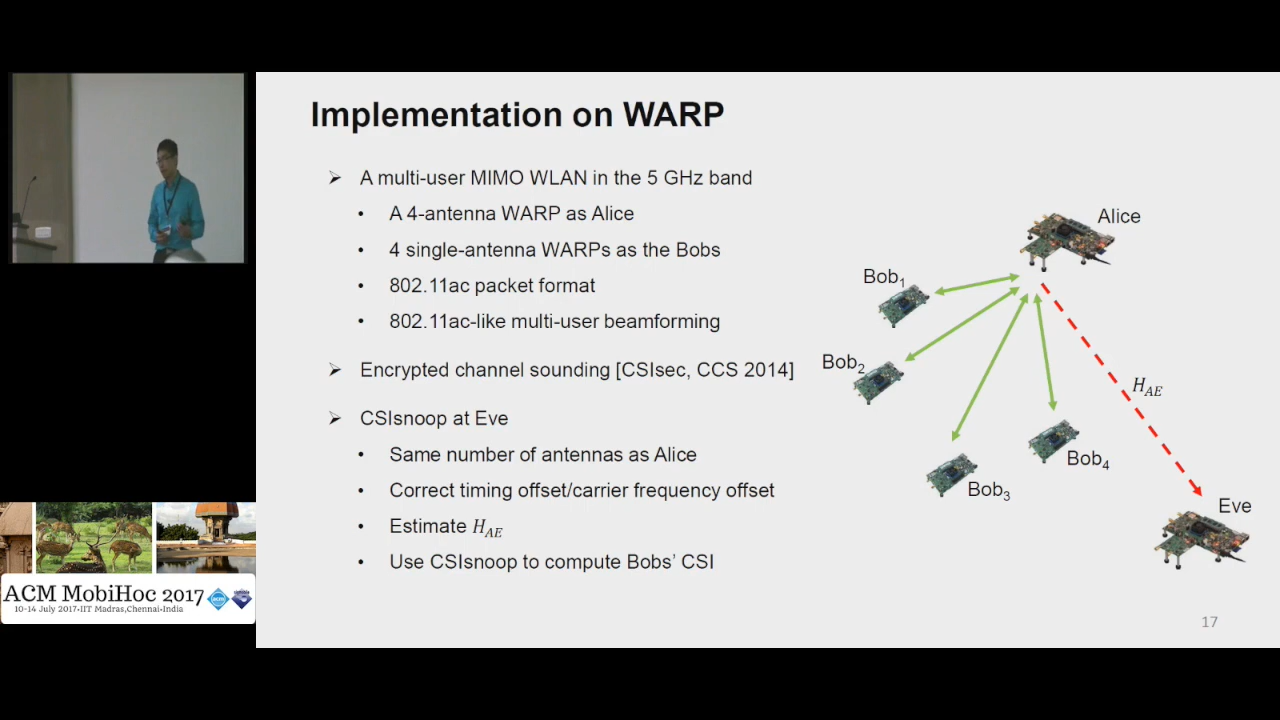 Implementation on WARP
➢ A multi-user MIMO WLAN in the 5 GHz band
• A 4-antenna WARP as Alice
• 4 single-antenna WARPs as the Bobs
• 802.11ac packet format
• 802.11ac-like multi-user beamforming
➢ Encrypted channel sounding [CSIsec, CCS 2014]
➢ CSIsnoop at Eve
• Same number of antennas as Alice
• Correct timing offset/carrier frequency offset
• Estimate H_AE
• Use CSIsnoop to compute Bobs' CSI
Alice
Bob₁
Bob₂
H_AE
Bob₄
Bob₃
Eve
17
ACM MobiHoc 2017
10-14 July 2017•IIT Madras,Chennai•India